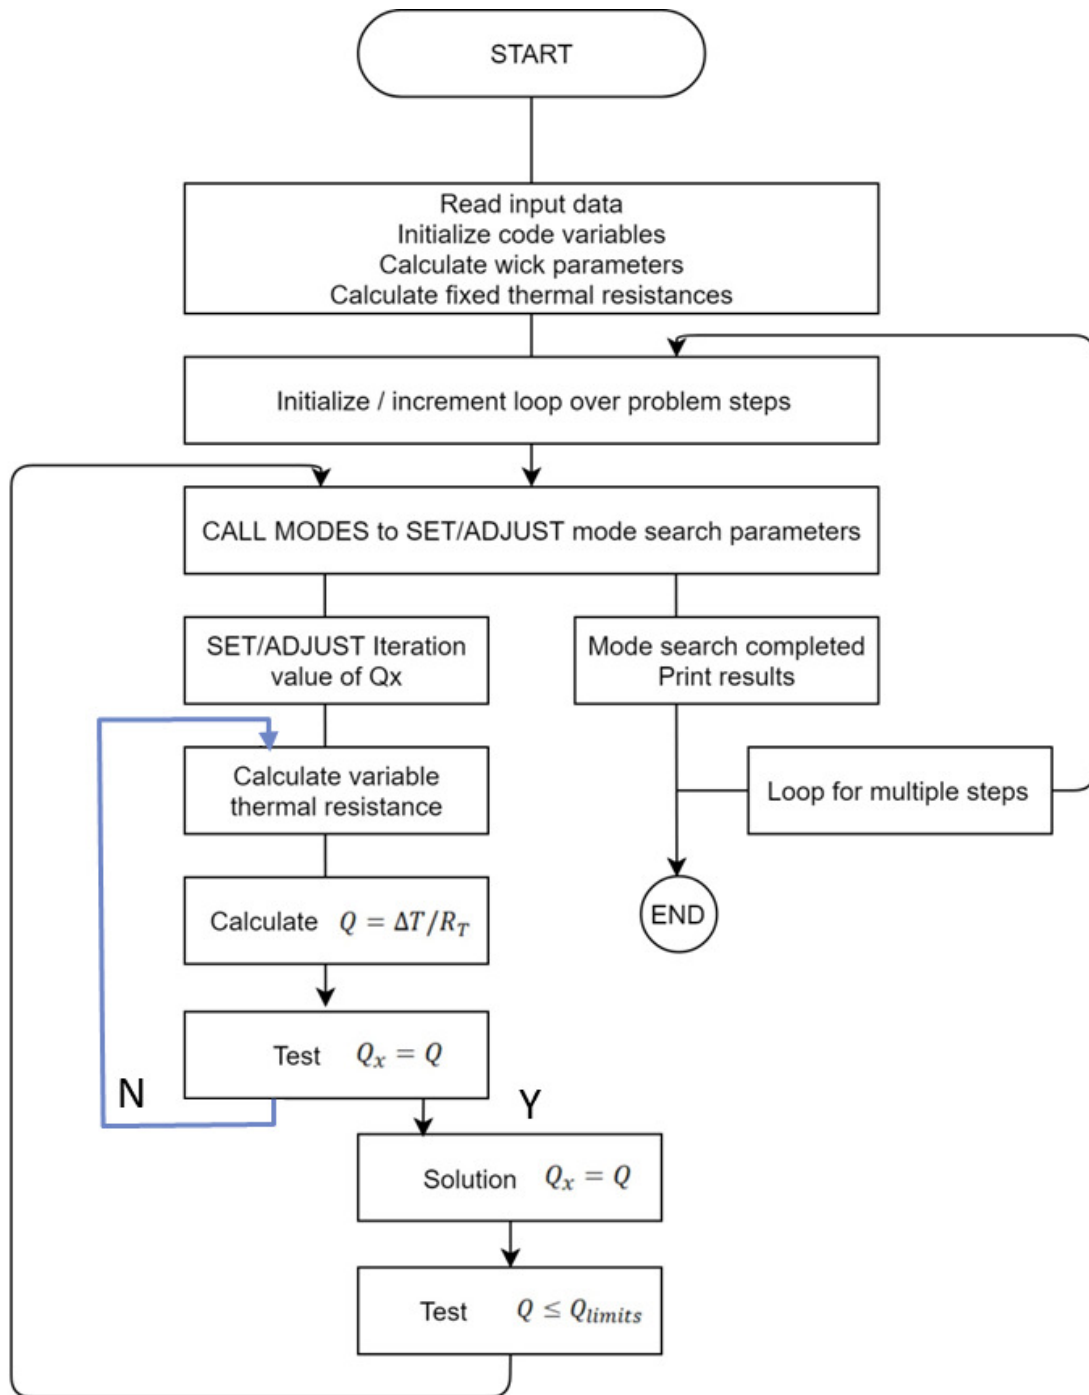 START
Read input data
Initialize code variables
Calculate wick parameters
Calculate fixed thermal resistances
Initialize / increment loop over problem steps
CALL MODES to SET/ADJUST mode search parameters
SET/ADJUST Iteration
value of Qx
Mode search completed
Print results
Calculate variable
thermal resistance
Loop for multiple steps
Calculate Q = ΔT/R_T
END
Test Q_x = Q
N
Y
Solution Q_x = Q
Test Q ≤ Q_limits